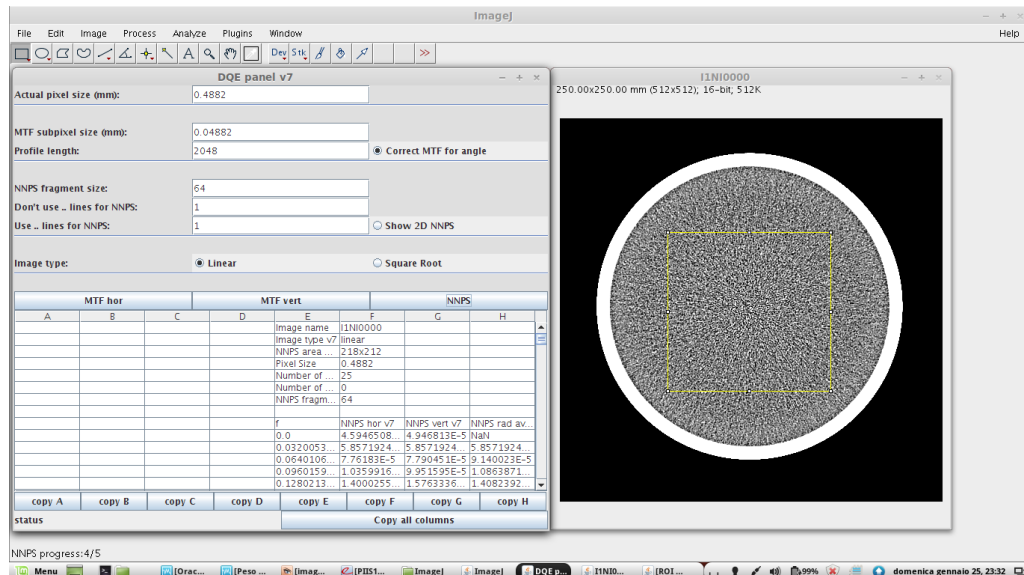 ImageJ
File Edit Image Process Analyze Plugins Window Help
Dev Stk >>
DQE panel v7
Actual pixel size (mm): 0.4882
MTF subpixel size (mm): 0.04882
Profile length: 2048 Correct MTF for angle
NNPS fragment size: 64
Don't use .. lines for NNPS: 1
Use .. lines for NNPS: 1 Show 2D NNPS
Image type: Linear Square Root
MTF hor MTF vert NNPS
A B C D E F G H
Image name I1NI0000
Image type v7 linear
NNPS area ... 218x212
Pixel Size 0.4882
Number of ... 25
Number of ... 0
NNPS fragm... 64
f NNPS hor v7 NNPS vert v7 NNPS rad av...
0.0 4.5946508... 4.946813E-5 NaN
0.0320053... 5.8571924... 5.8571924... 5.8571924...
0.0640106... 7.76183E-5 7.790451E-5 9.140023E-5
0.0960159... 1.0359916... 9.951595E-5 1.0863871...
0.1280213... 1.4000255... 1.5763336... 1.4082392...
copy A copy B copy C copy D copy E copy F copy G copy H
status Copy all columns
I1NI0000
250.00x250.00 mm (512x512); 16-bit; 512K
NNPS progress:4/5
Menu [Orac... [Peso ... [imag... [PIIS1... ImageJ ImageJ DQE p... I1NI0... [ROI ... 99% domenica gennaio 25, 23:32